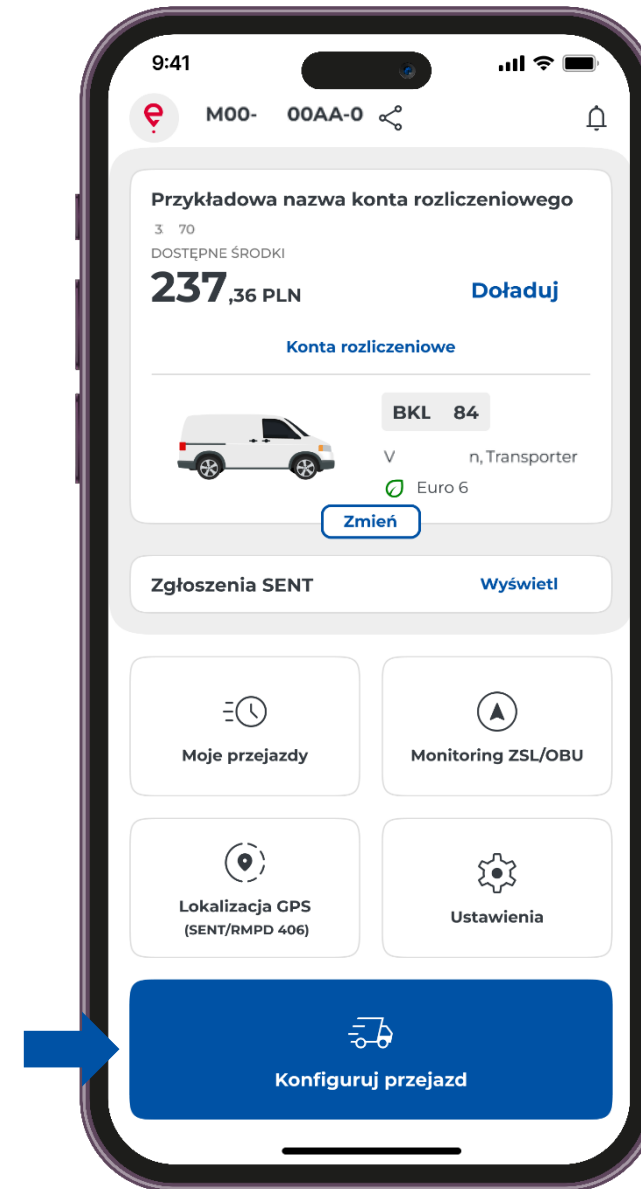 9:41
M00- 00AA-0
Przykładowa nazwa konta rozliczeniowego
3 70
DOSTĘPNE ŚRODKI
237,36 PLN
Doładuj
Konta rozliczeniowe
BKL 84
V n, Transporter
Euro 6
Zmień
Zgłoszenia SENT
Wyświetl
Moje przejazdy
Monitoring ZSL/OBU
Lokalizacja GPS
(SENT/RMPD 406)
Ustawienia
Konfiguruj przejazd